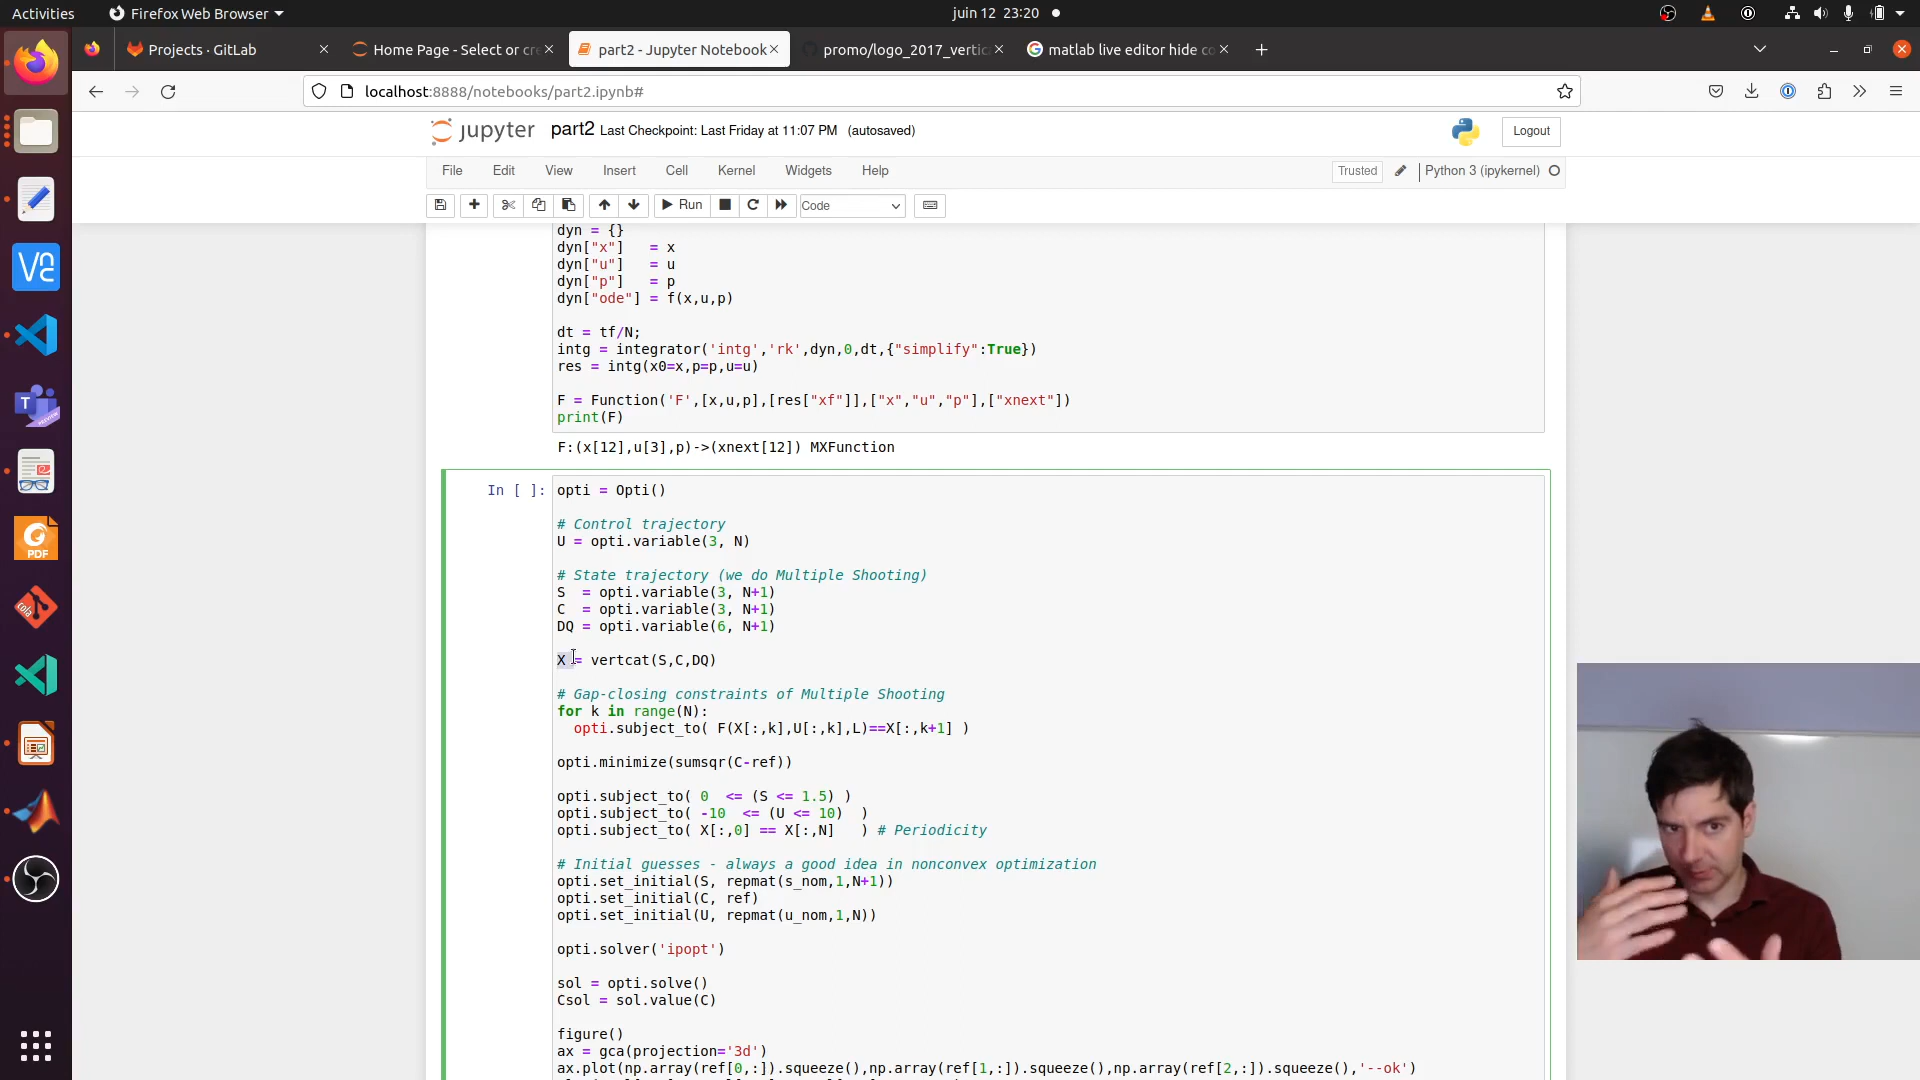 Activities
Firefox Web Browser
juin 12 23:20
Projects · GitLab
Home Page - Select or cre
part2 - Jupyter Notebook
promo/logo_2017_vertic
matlab live editor hide co
localhost:8888/notebooks/part2.ipynb#
jupyter
part2 Last Checkpoint: Last Friday at 11:07 PM (autosaved)
Logout
File Edit View Insert Cell Kernel Widgets Help
Trusted
Python 3 (ipykernel)
Run
Code
dyn = {}
dyn["x"] = x
dyn["u"] = u
dyn["p"] = p
dyn["ode"] = f(x,u,p)
dt = tf/N;
intg = integrator('intg','rk',dyn,0,dt,{"simplify":True})
res = intg(x0=x,p=p,u=u)
F = Function('F',[x,u,p],[res["xf"]],["x","u","p"],["xnext"])
print(F)
F:(x[12],u[3],p)->(xnext[12]) MXFunction
In [ ]: opti = Opti()
# Control trajectory
U = opti.variable(3, N)
# State trajectory (we do Multiple Shooting)
S = opti.variable(3, N+1)
C = opti.variable(3, N+1)
DQ = opti.variable(6, N+1)
X = vertcat(S,C,DQ)
# Gap-closing constraints of Multiple Shooting
for k in range(N):
opti.subject_to( F(X[:,k],U[:,k],L)==X[:,k+1] )
opti.minimize(sumsqr(C-ref))
opti.subject_to( 0 <= (S <= 1.5) )
opti.subject_to( -10 <= (U <= 10) )
opti.subject_to( X[:,0] == X[:,N] ) # Periodicity
# Initial guesses - always a good idea in nonconvex optimization
opti.set_initial(S, repmat(s_nom,1,N+1))
opti.set_initial(C, ref)
opti.set_initial(U, repmat(u_nom,1,N))
opti.solver('ipopt')
sol = opti.solve()
Csol = sol.value(C)
figure()
ax = gca(projection='3d')
ax.plot(np.array(ref[0,:]).squeeze(),np.array(ref[1,:]).squeeze(),np.array(ref[2,:]).squeeze(),'--ok')